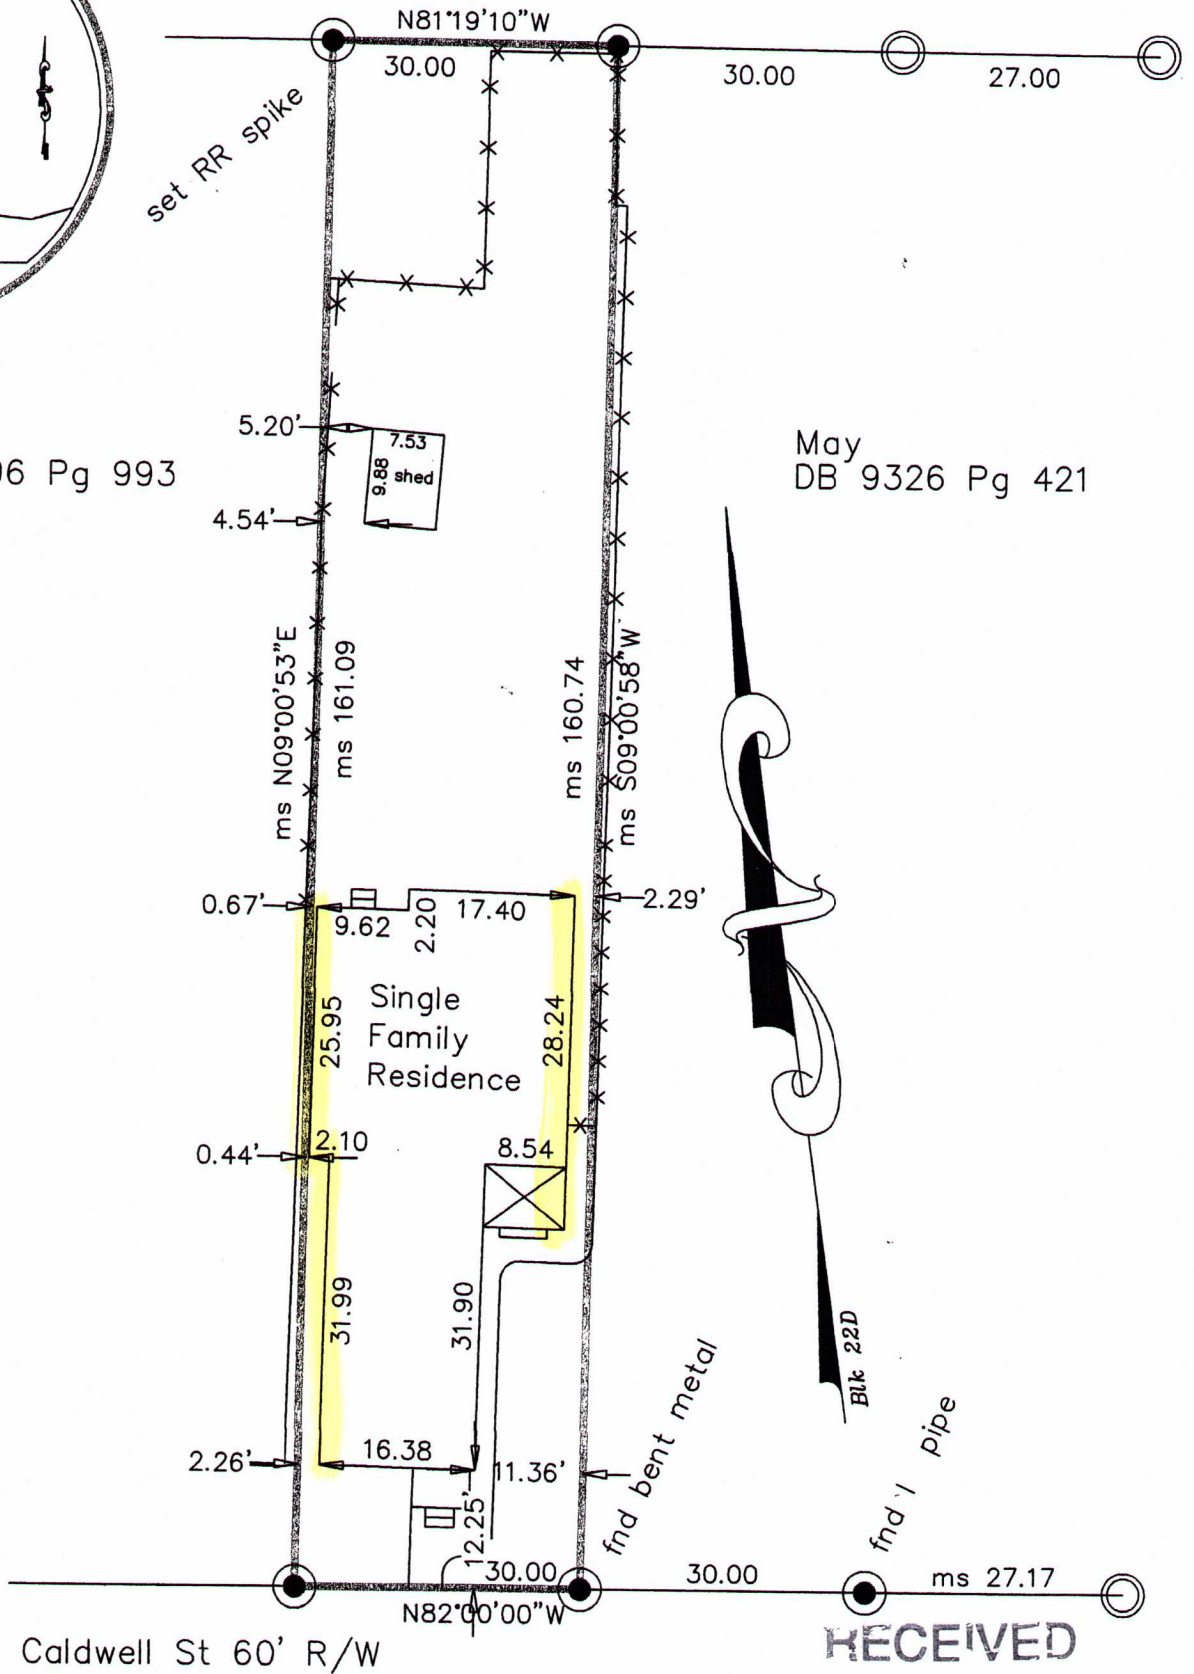 N81°19'10"W
30.00
30.00
27.00
set RR spike
5.20'
7.53
9.88
shed
4.54'
6 Pg 993
May
DB 9326 Pg 421
ms N09°00'53"E
ms 161.09
ms 160.74
ms S09°00'58"W
0.67'
9.62
2.20
17.40
2.29'
25.95
Single
Family
Residence
28.24
0.44'
2.10
8.54
31.99
31.90
Blk 22D
2.26'
16.38
11.36'
12.25'
fnd bent metal
fnd 1 pipe
30.00
30.00
ms 27.17
N82°00'00"W
Caldwell St 60' R/W
RECEIVED